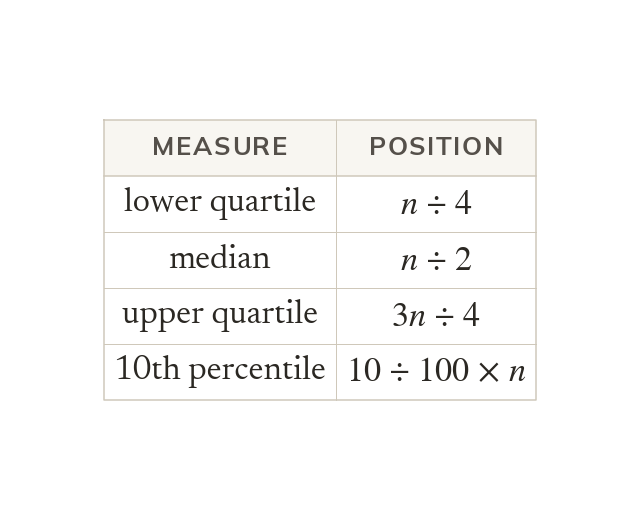 MEASURE POSITION
lower quartile n ÷ 4
median n ÷ 2
upper quartile 3n ÷ 4
10th percentile 10 ÷ 100 × n